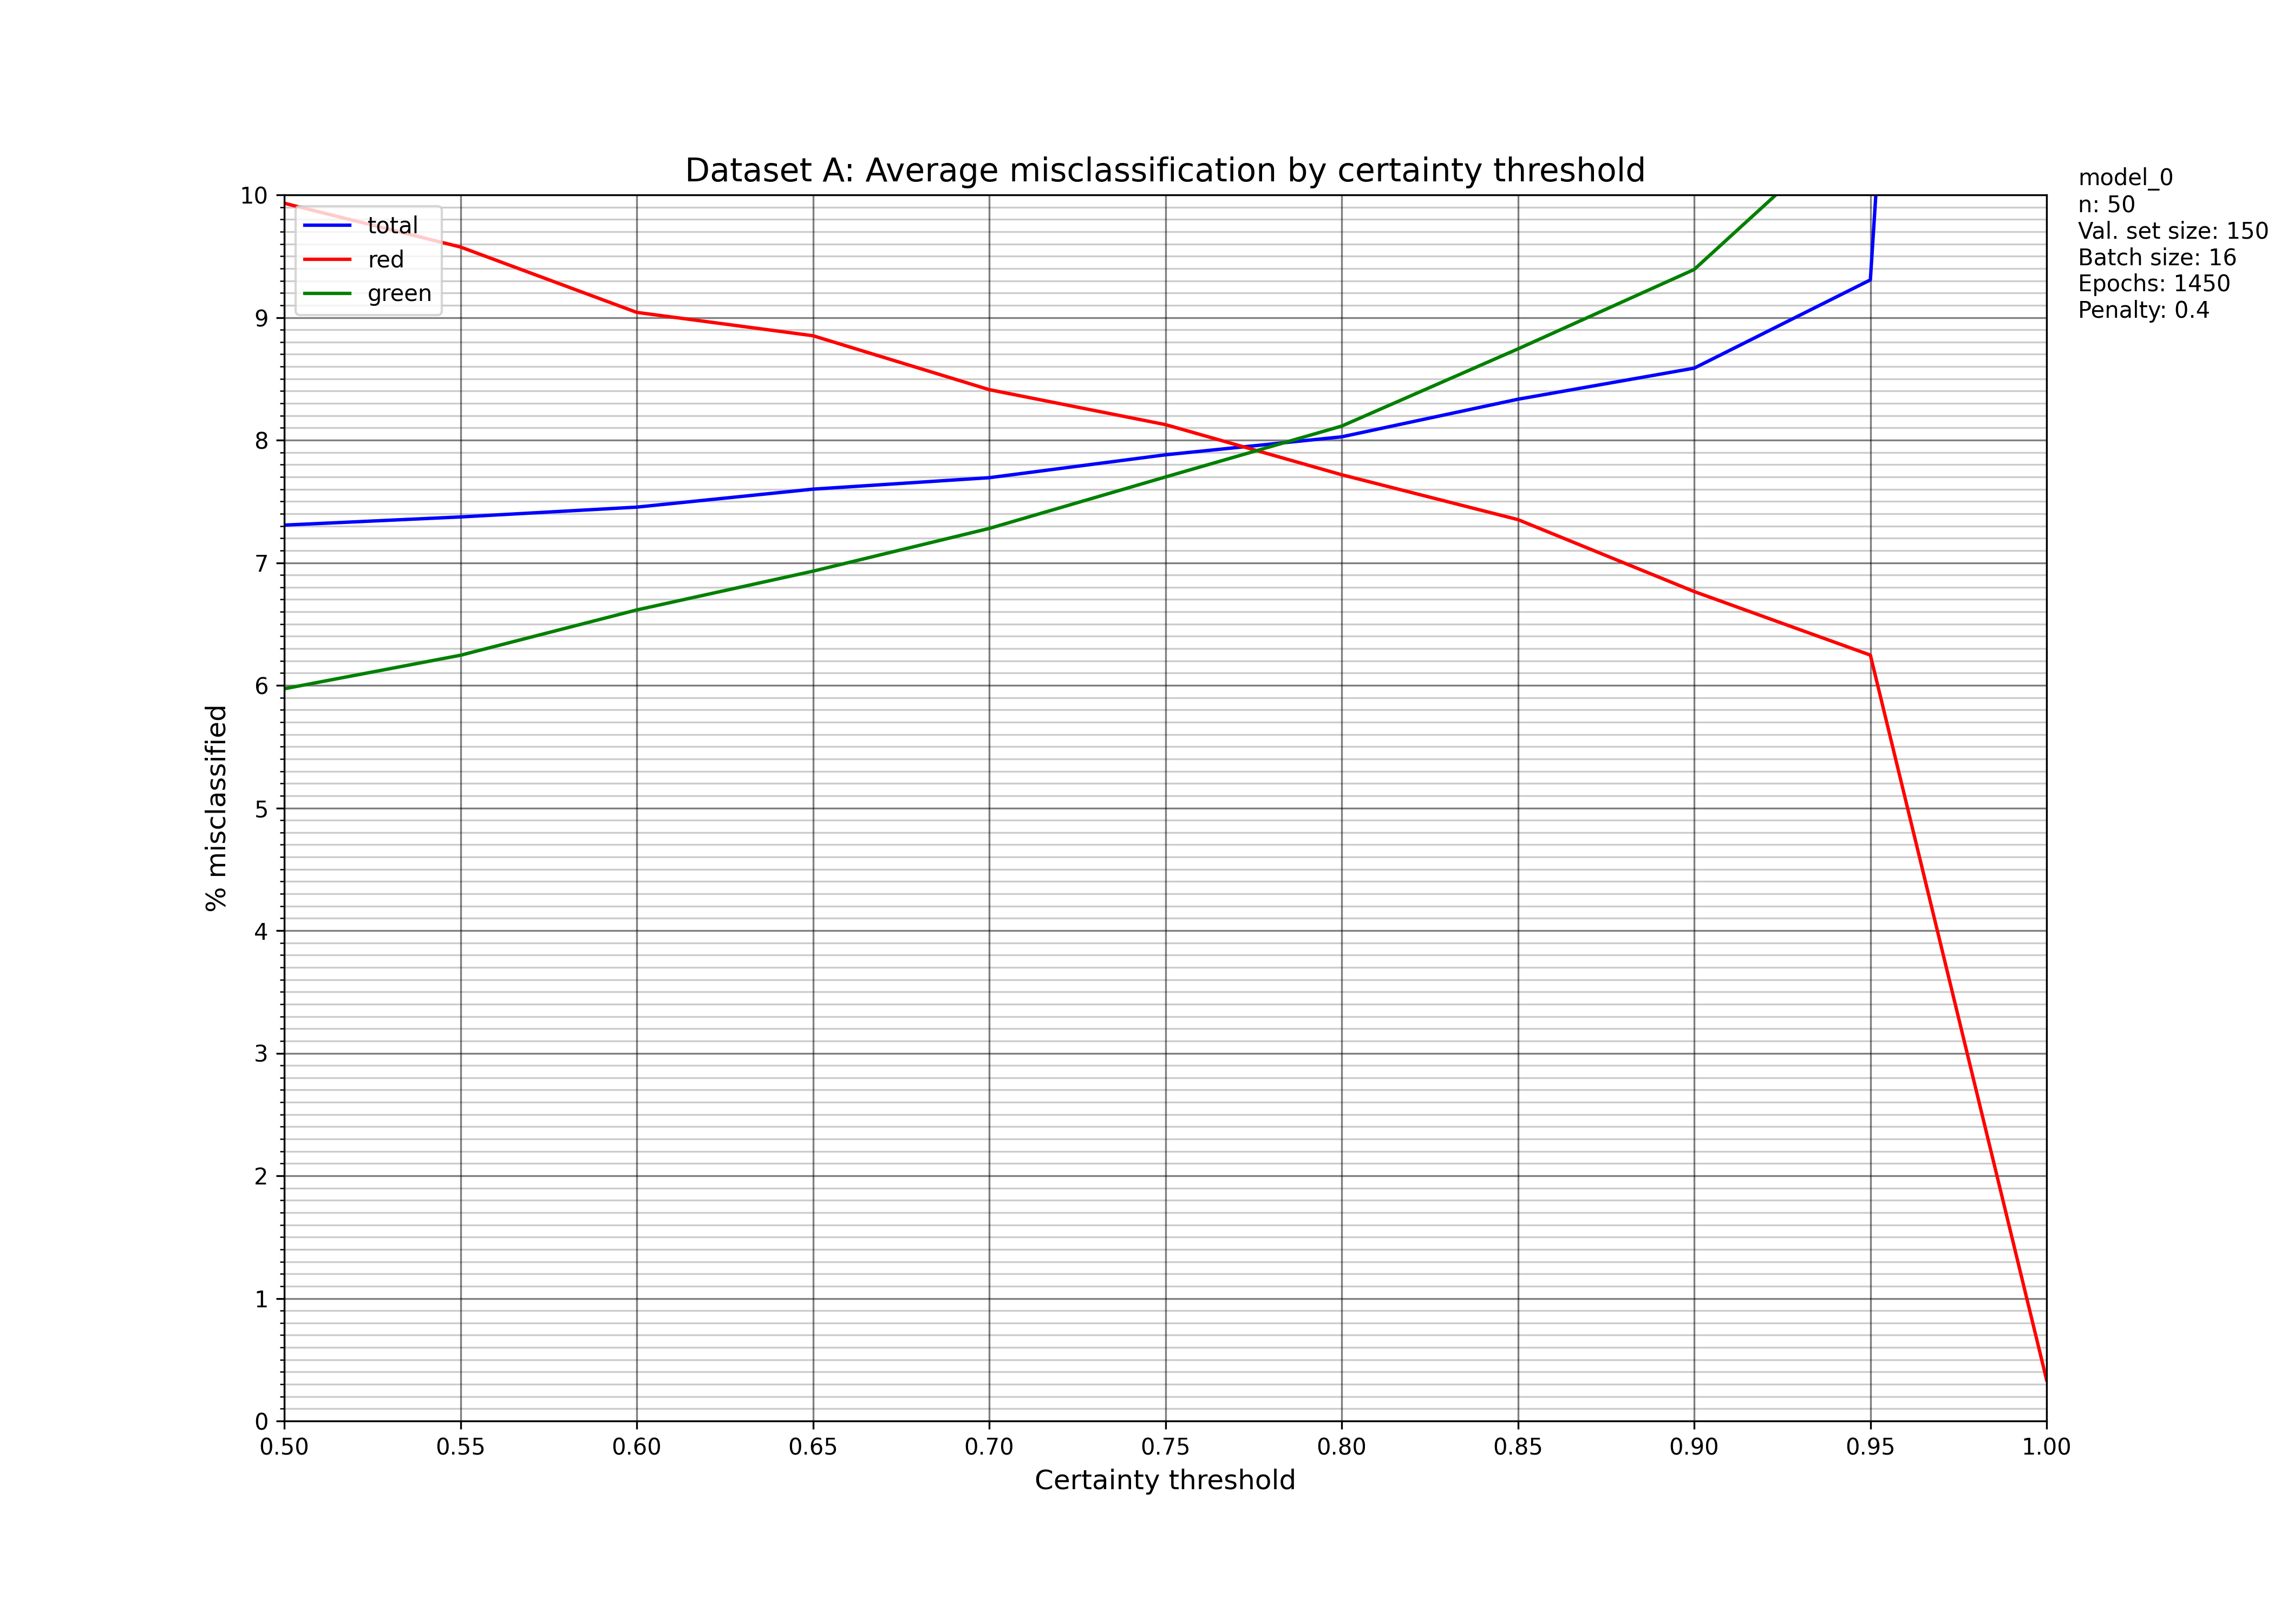 Dataset A: Average misclassification by certainty threshold
model_0
n: 50
Val. set size: 150
Batch size: 16
Epochs: 1450
Penalty: 0.4
total
red
green
% misclassified
10
9
8
7
6
5
4
3
2
1
0
0.50 0.55 0.60 0.65 0.70 0.75 0.80 0.85 0.90 0.95 1.00
Certainty threshold